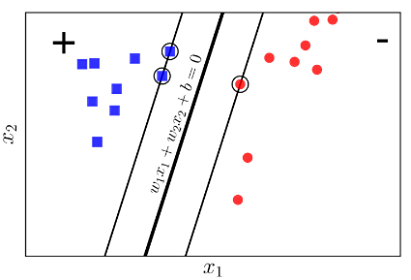 +
-
w₁x₁ + w₂x₂ + b = 0
x₂
x₁